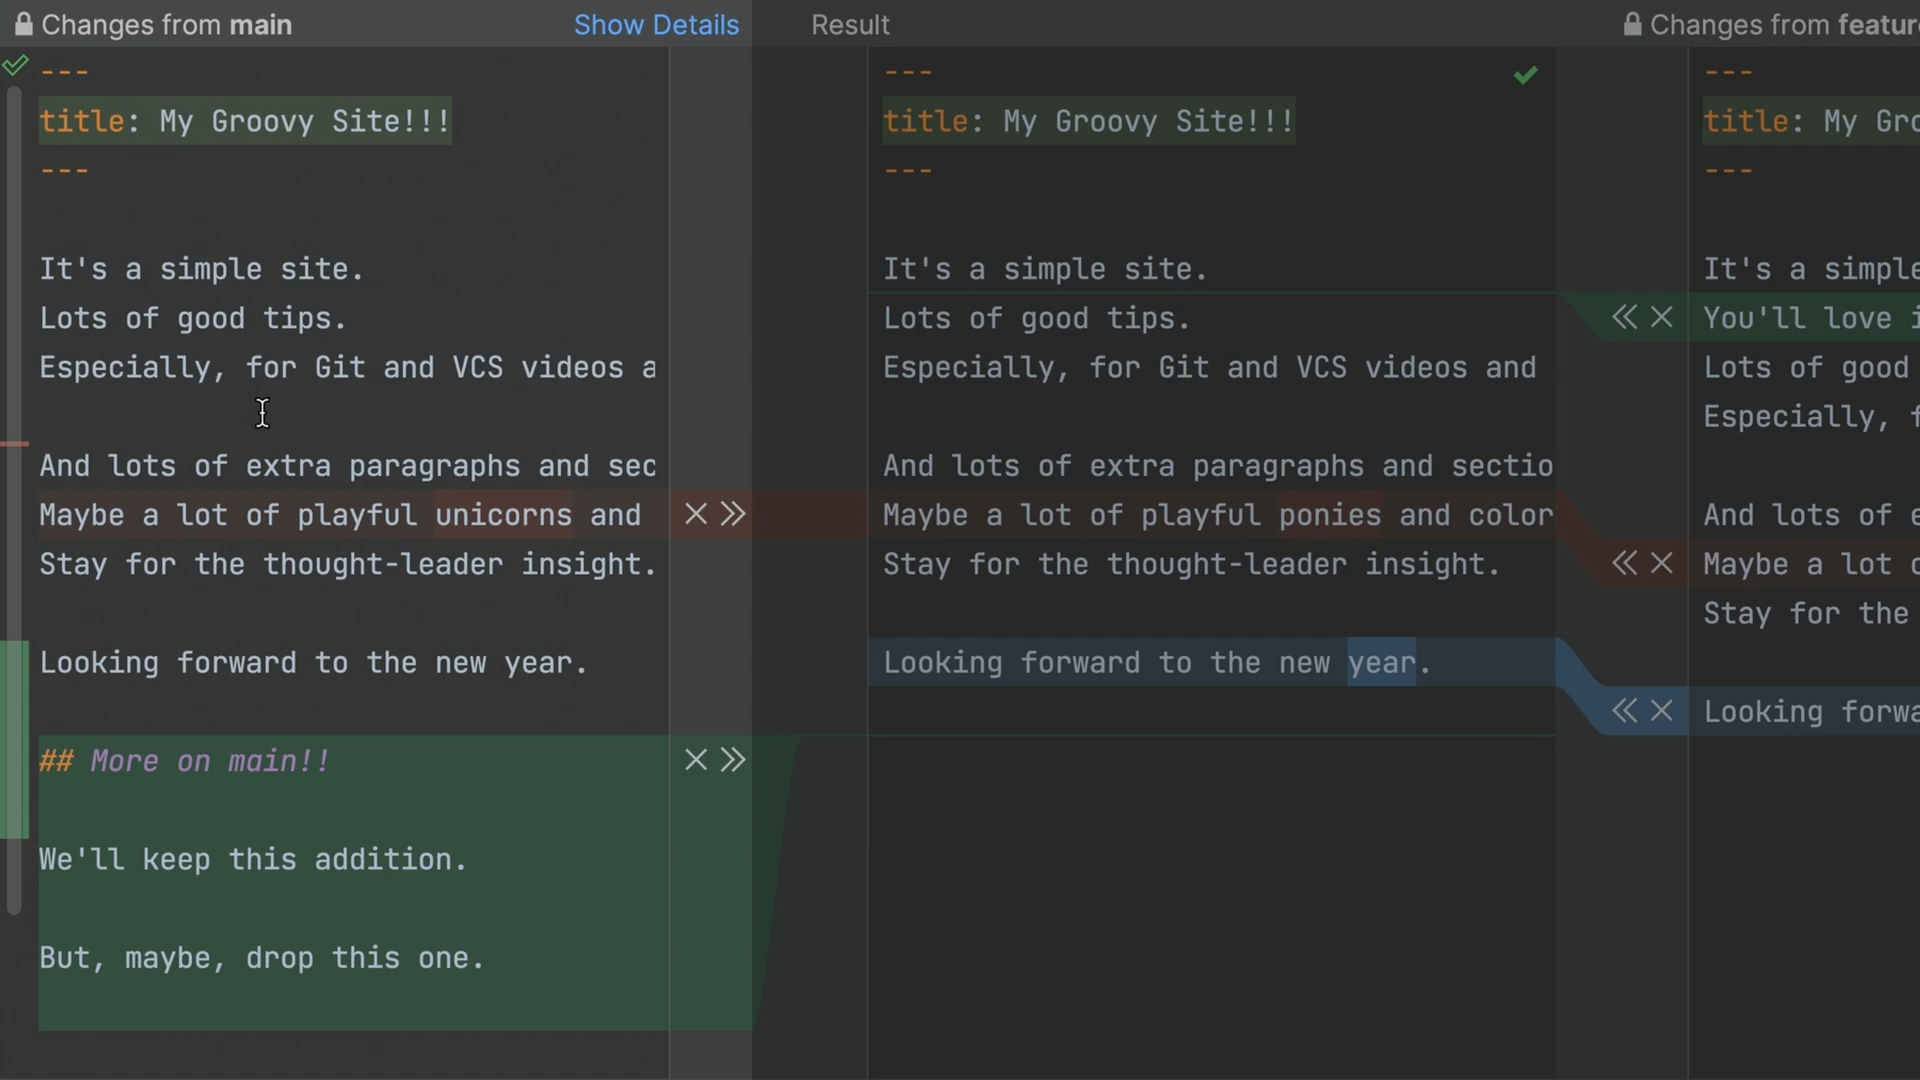 Changes from main
Show Details
---
title: My Groovy Site!!!
---
It's a simple site.
Lots of good tips.
Especially, for Git and VCS videos a
And lots of extra paragraphs and sec
Maybe a lot of playful unicorns and
Stay for the thought-leader insight.
Looking forward to the new year.
## More on main!!
We'll keep this addition.
But, maybe, drop this one.
Result
---
title: My Groovy Site!!!
---
It's a simple site.
Lots of good tips.
Especially, for Git and VCS videos and
And lots of extra paragraphs and sectio
Maybe a lot of playful ponies and color
Stay for the thought-leader insight.
Looking forward to the new year.
Changes from featur
---
title: My Gro
---
It's a simple
You'll love i
Lots of good
Especially, f
And lots of e
Maybe a lot o
Stay for the
Looking forwa